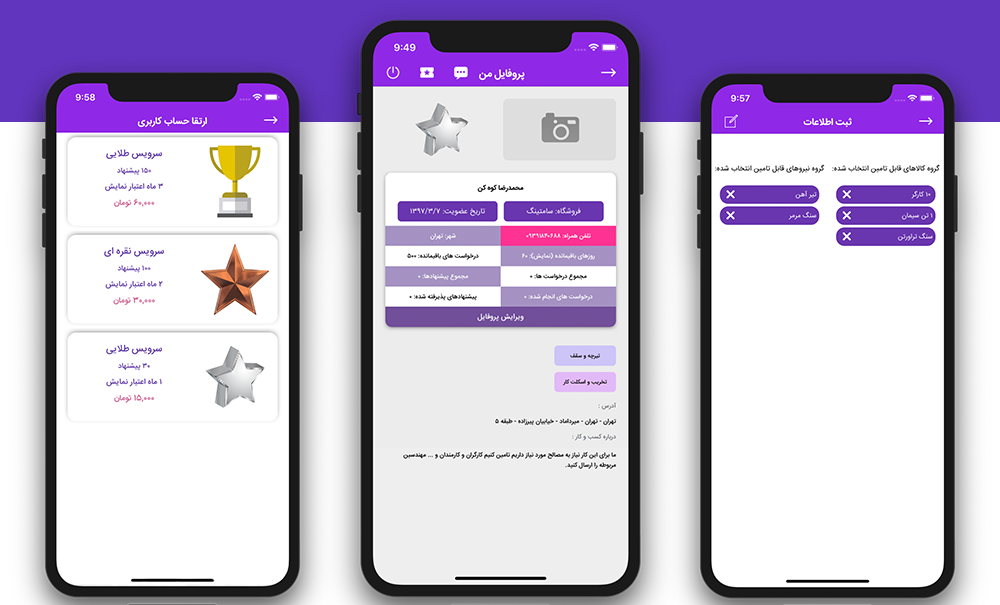 9:58
ارتقا حساب کاربری
سرویس طلایی
۱۵۰ پیشنهاد
۳ ماه اعتبار نمایش
۶۰,۰۰۰ تومان
سرویس نقره ای
۱۰۰ پیشنهاد
۲ ماه اعتبار نمایش
۳۰,۰۰۰ تومان
سرویس طلایی
۳۰ پیشنهاد
۱ ماه اعتبار نمایش
۱۵,۰۰۰ تومان
9:49
پروفایل من
محمدرضا کوه کن
فروشگاه: سامتینگ
تاریخ عضویت: ۱۳۹۷/۳/۷
تلفن همراه: ۰۹۳۹۱۸۴۰۶۸۸
شهر: تهران
روزهای باقیمانده (نمایش): ۶۰
درخواست های باقیمانده: ۵۰۰
مجموع درخواست ها: ۰
مجموع پیشنهادها: ۰
درخواست های انجام شده: ۰
پیشنهادهای پذیرفته شده: ۰
ویرایش پروفایل
تیرچه و سقف
تخریب و اسکلت کار
آدرس :
تهران - تهران - میرداماد - خیابیان پیرزاده - طبقه ۵
درباره کسب و کار :
ما برای این کار نیاز به مصالح مورد نیاز داریم تامین کنیم کارگران و کارمندان و ... مهندسین
مربوطه را ارسال کنید.
9:57
ثبت اطلاعات
گروه کالاهای قابل تامین انتخاب شده:
۱۰ کارگر
۱ تن سیمان
سنگ تراورتن
گروه نیروهای قابل تامین انتخاب شده:
تیر آهن
سنگ مرمر